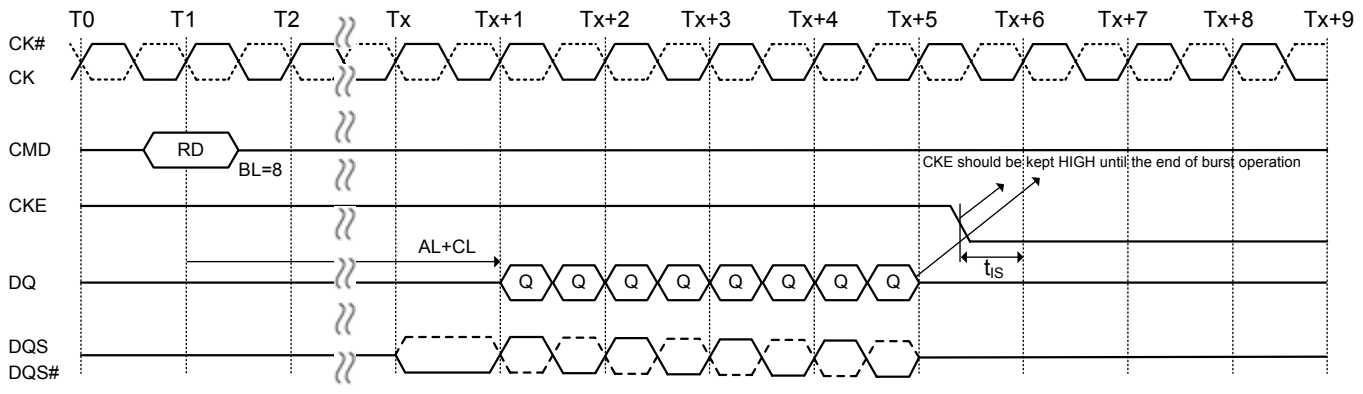 T0 T1 T2 Tx Tx+1 Tx+2 Tx+3 Tx+4 Tx+5 Tx+6 Tx+7 Tx+8 Tx+9
CK#
CK
CMD RD
BL=8
CKE should be kept HIGH until the end of burst operation
CKE
AL+CL
tIS
DQ Q Q Q Q Q Q Q Q
DQS
DQS#